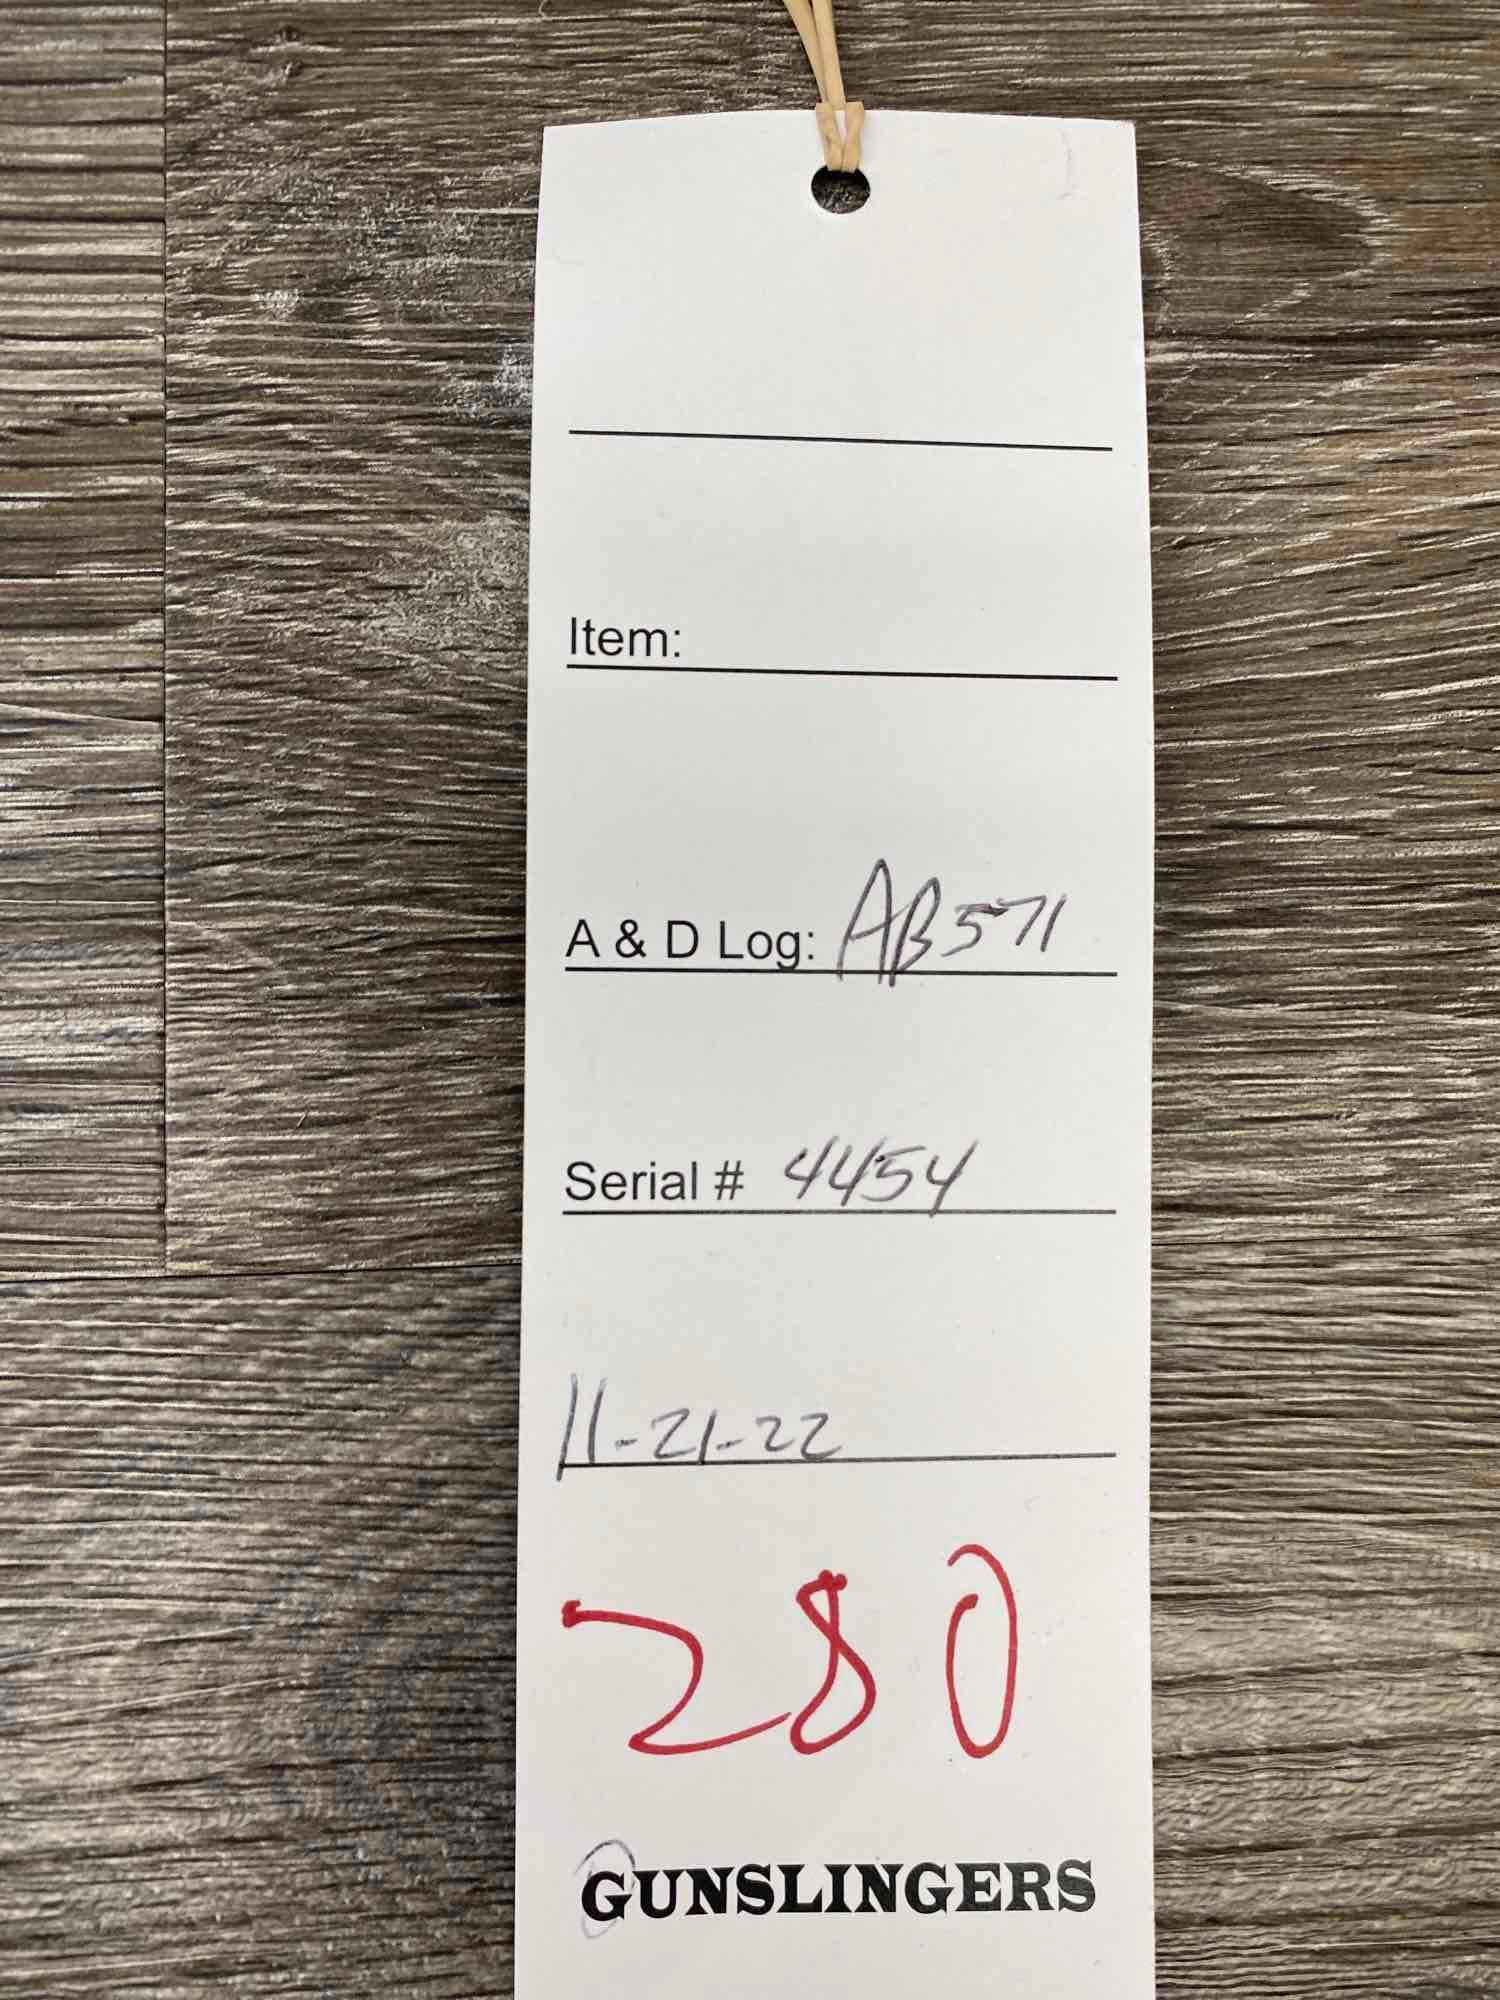 Item:
A & D Log: AB571
Serial # 4454
11-21-22
280
GUNSLINGERS